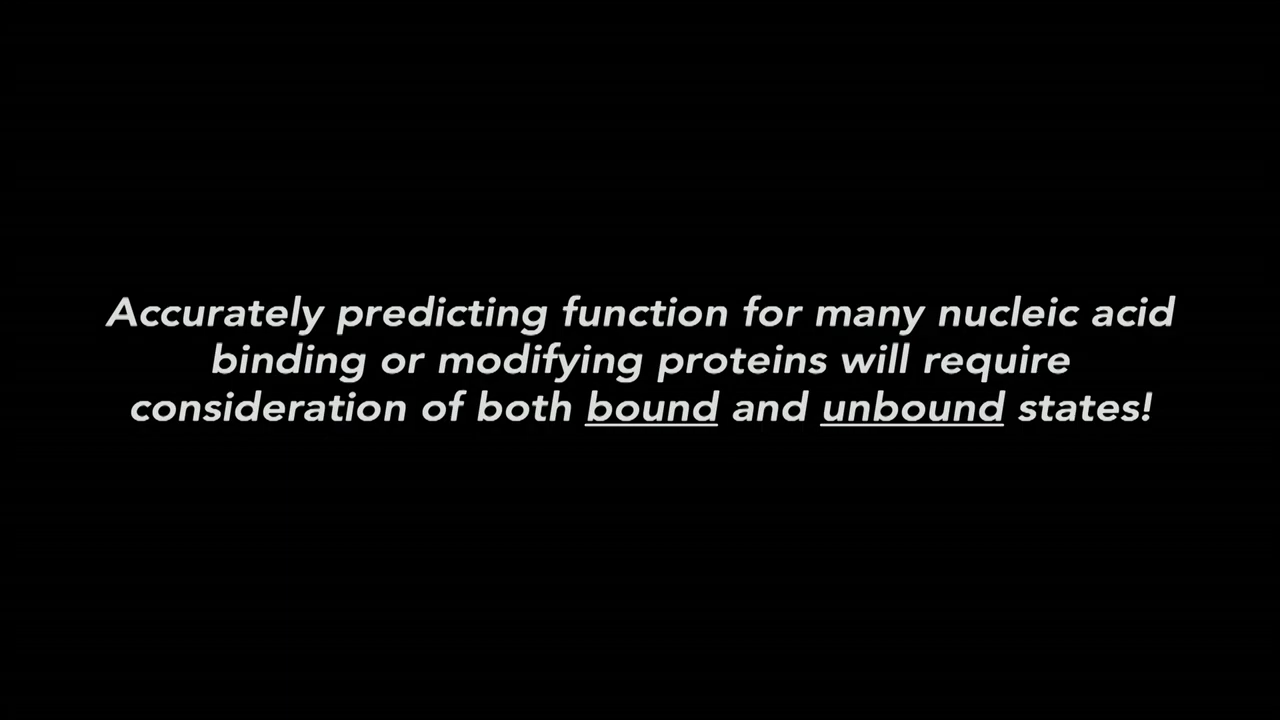 Accurately predicting function for many nucleic acid
binding or modifying proteins will require
consideration of both bound and unbound states!